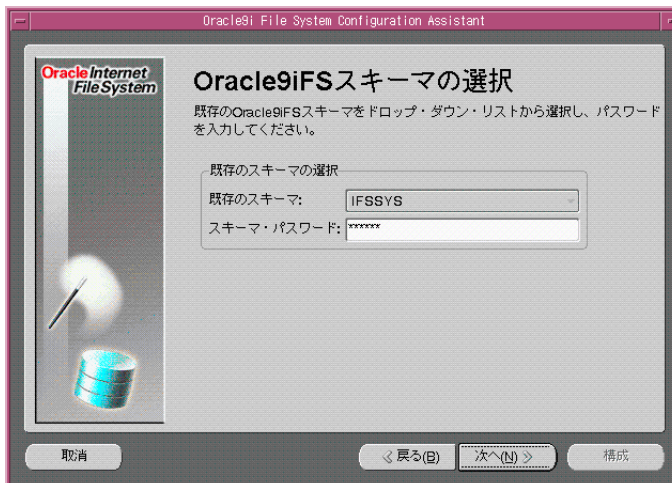 Oracle9i File System Configuration Assistant
Oracle Internet
File System
Oracle9iFSスキーマの選択
既存のOracle9iFSスキーマをドロップ・ダウン・リストから選択し、パスワード
を入力してください。
既存のスキーマの選択
既存のスキーマ: IFSSYS
スキーマ・パスワード: ******
取消
戻る(B)
次へ(N)
構成